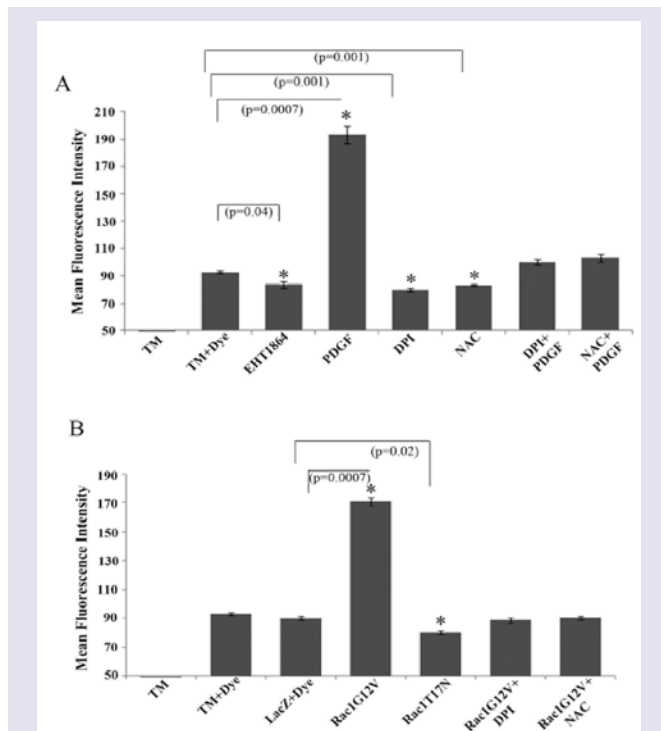 A
(p=0.001)
(p=0.001)
(p=0.0007)
(p=0.04)
*
*
*
*
Mean Fluorescence Intensity
210
190
170
150
130
110
90
70
50
TM
TM+Dye
EHT1864
PDGF
DPI
NAC
DPI+
PDGF
NAC+
PDGF
B
(p=0.02)
(p=0.0007)
*
*
Mean Fluorescence Intensity
190
170
150
130
110
90
70
50
TM
TM+Dye
LacZ+Dye
Rac1G12V
Rac1T17N
Rac1G12V+
DPI
Rac1G12V+
NAC